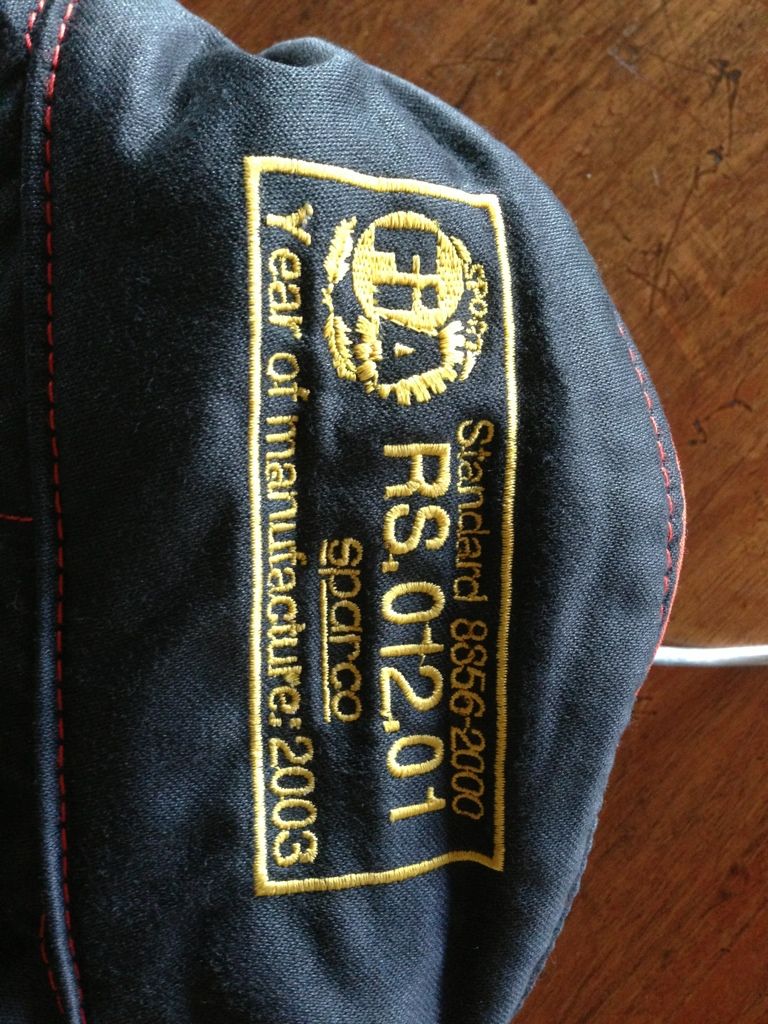 FIA
sport
Standard 8856-2000
RS.012.01
sparco
Year of manufacture: 2003